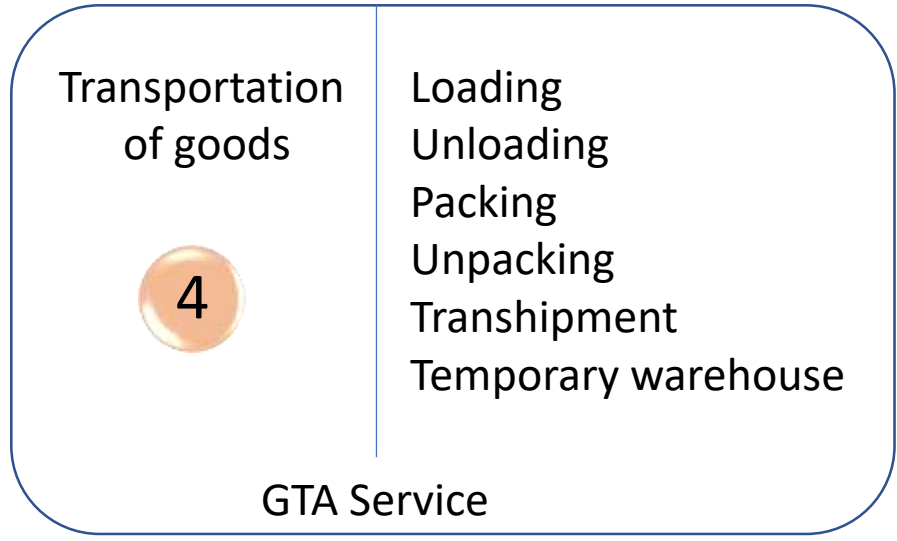 Transportation
of goods
4
Loading
Unloading
Packing
Unpacking
Transhipment
Temporary warehouse
GTA Service